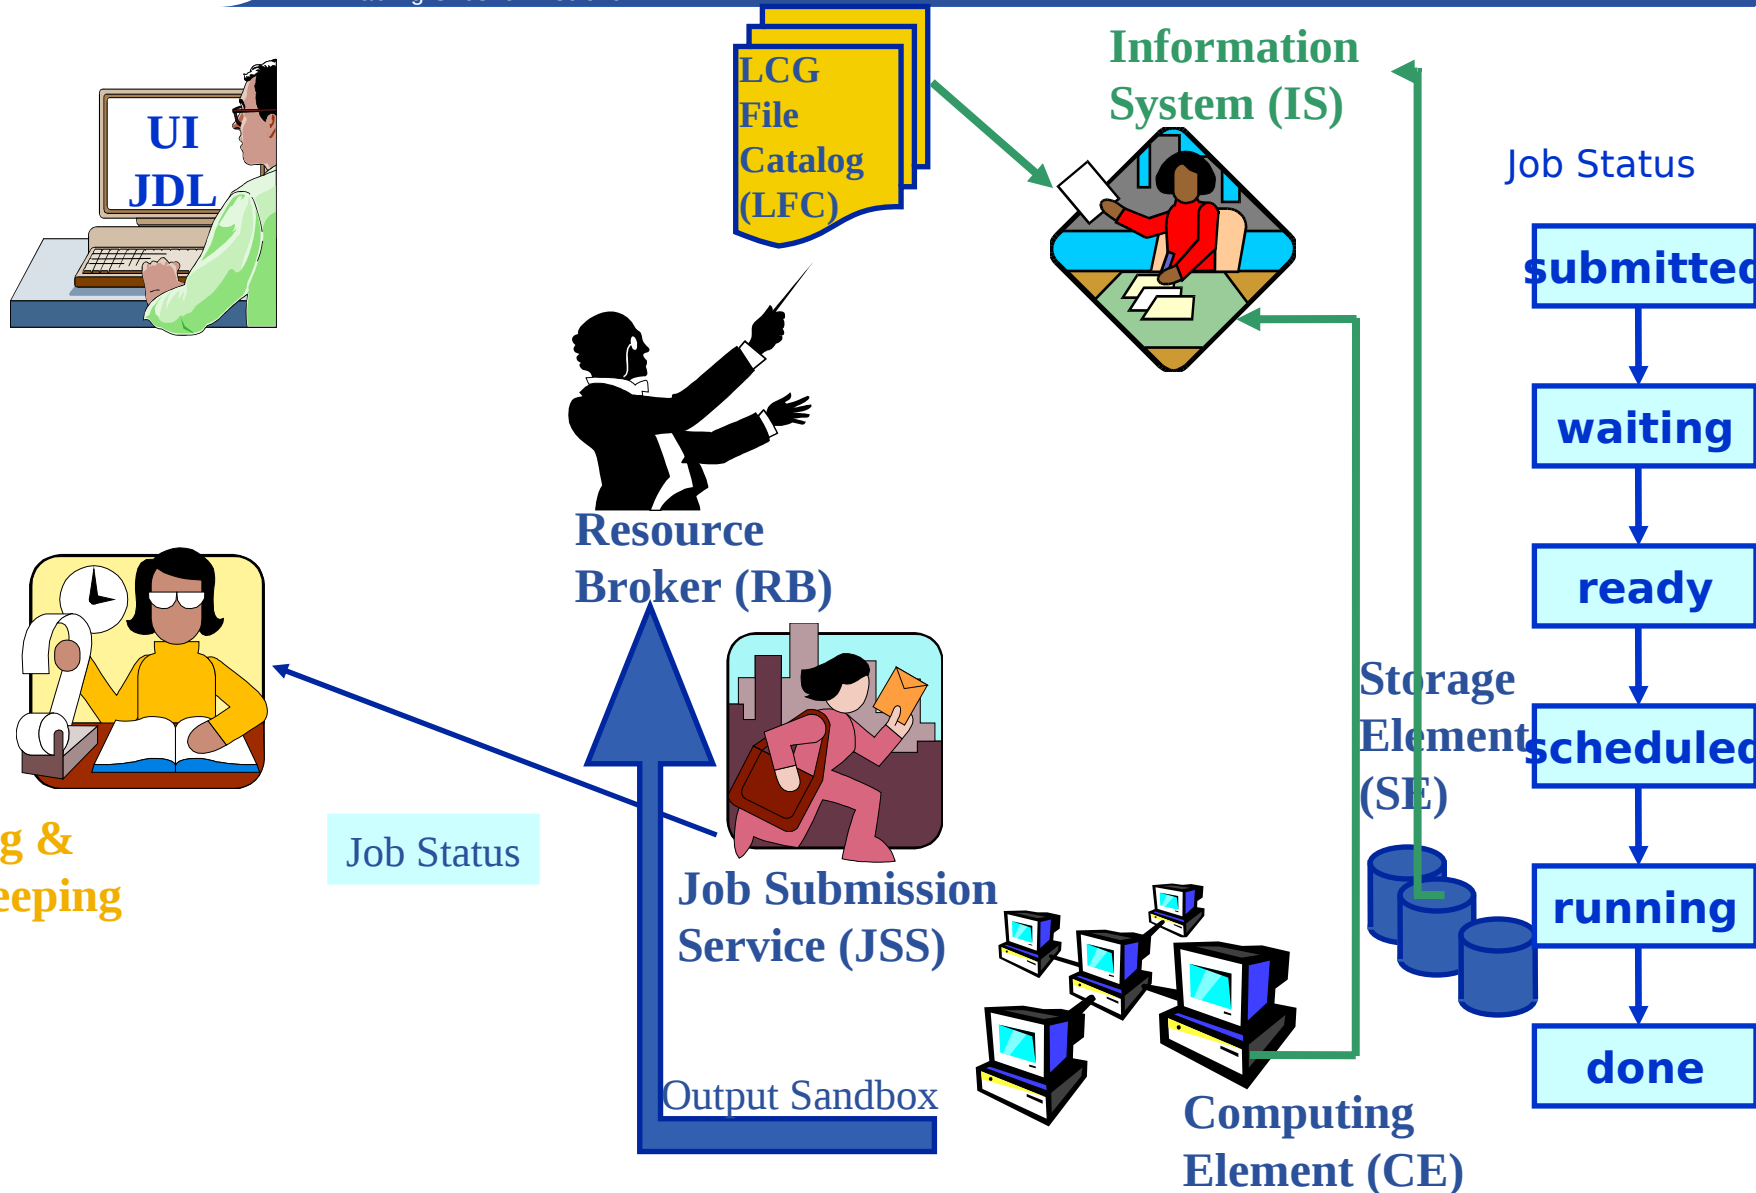 UI
JDL
LCG
File
Catalog
(LFC)
Information
System (IS)
Job Status
submitted
waiting
ready
scheduled
running
done
Resource
Broker (RB)
Storage
Element
(SE)
g &
eeping
Job Status
Job Submission
Service (JSS)
Output Sandbox
Computing
Element (CE)